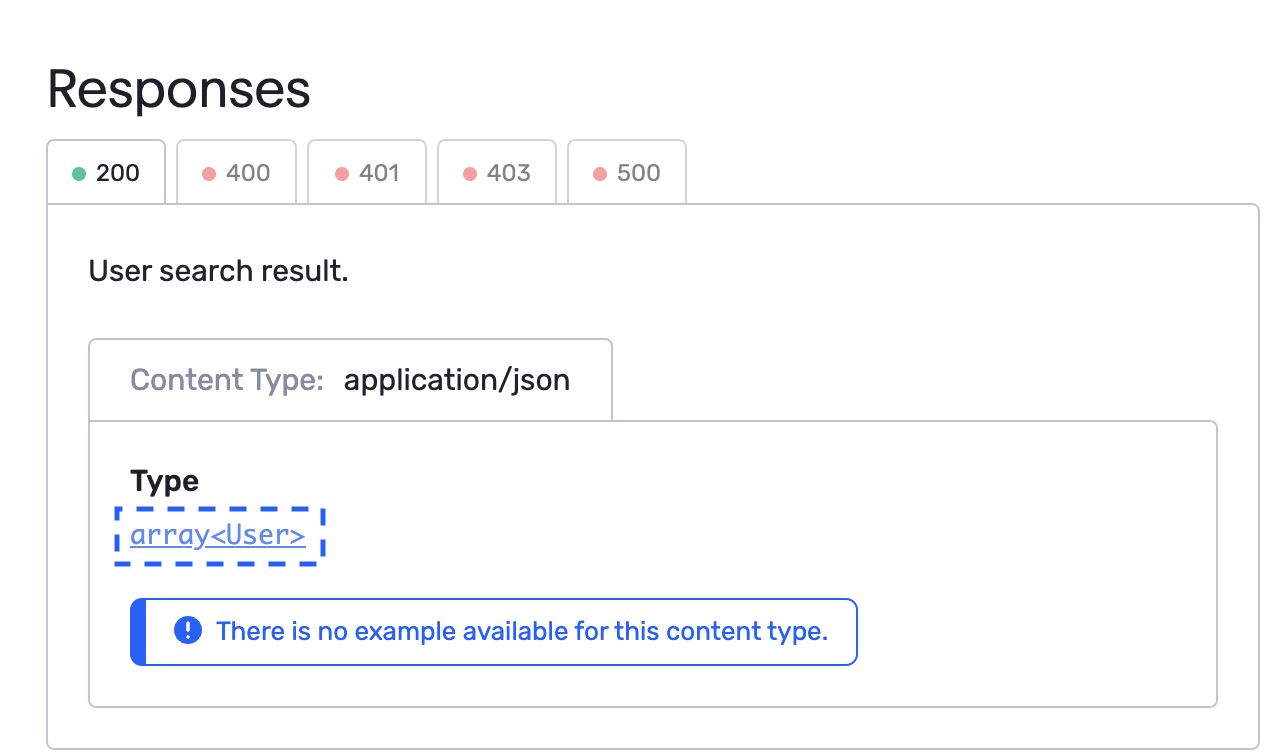 Responses
200 400 401 403 500
User search result.
Content Type: application/json
Type
array<User>
There is no example available for this content type.